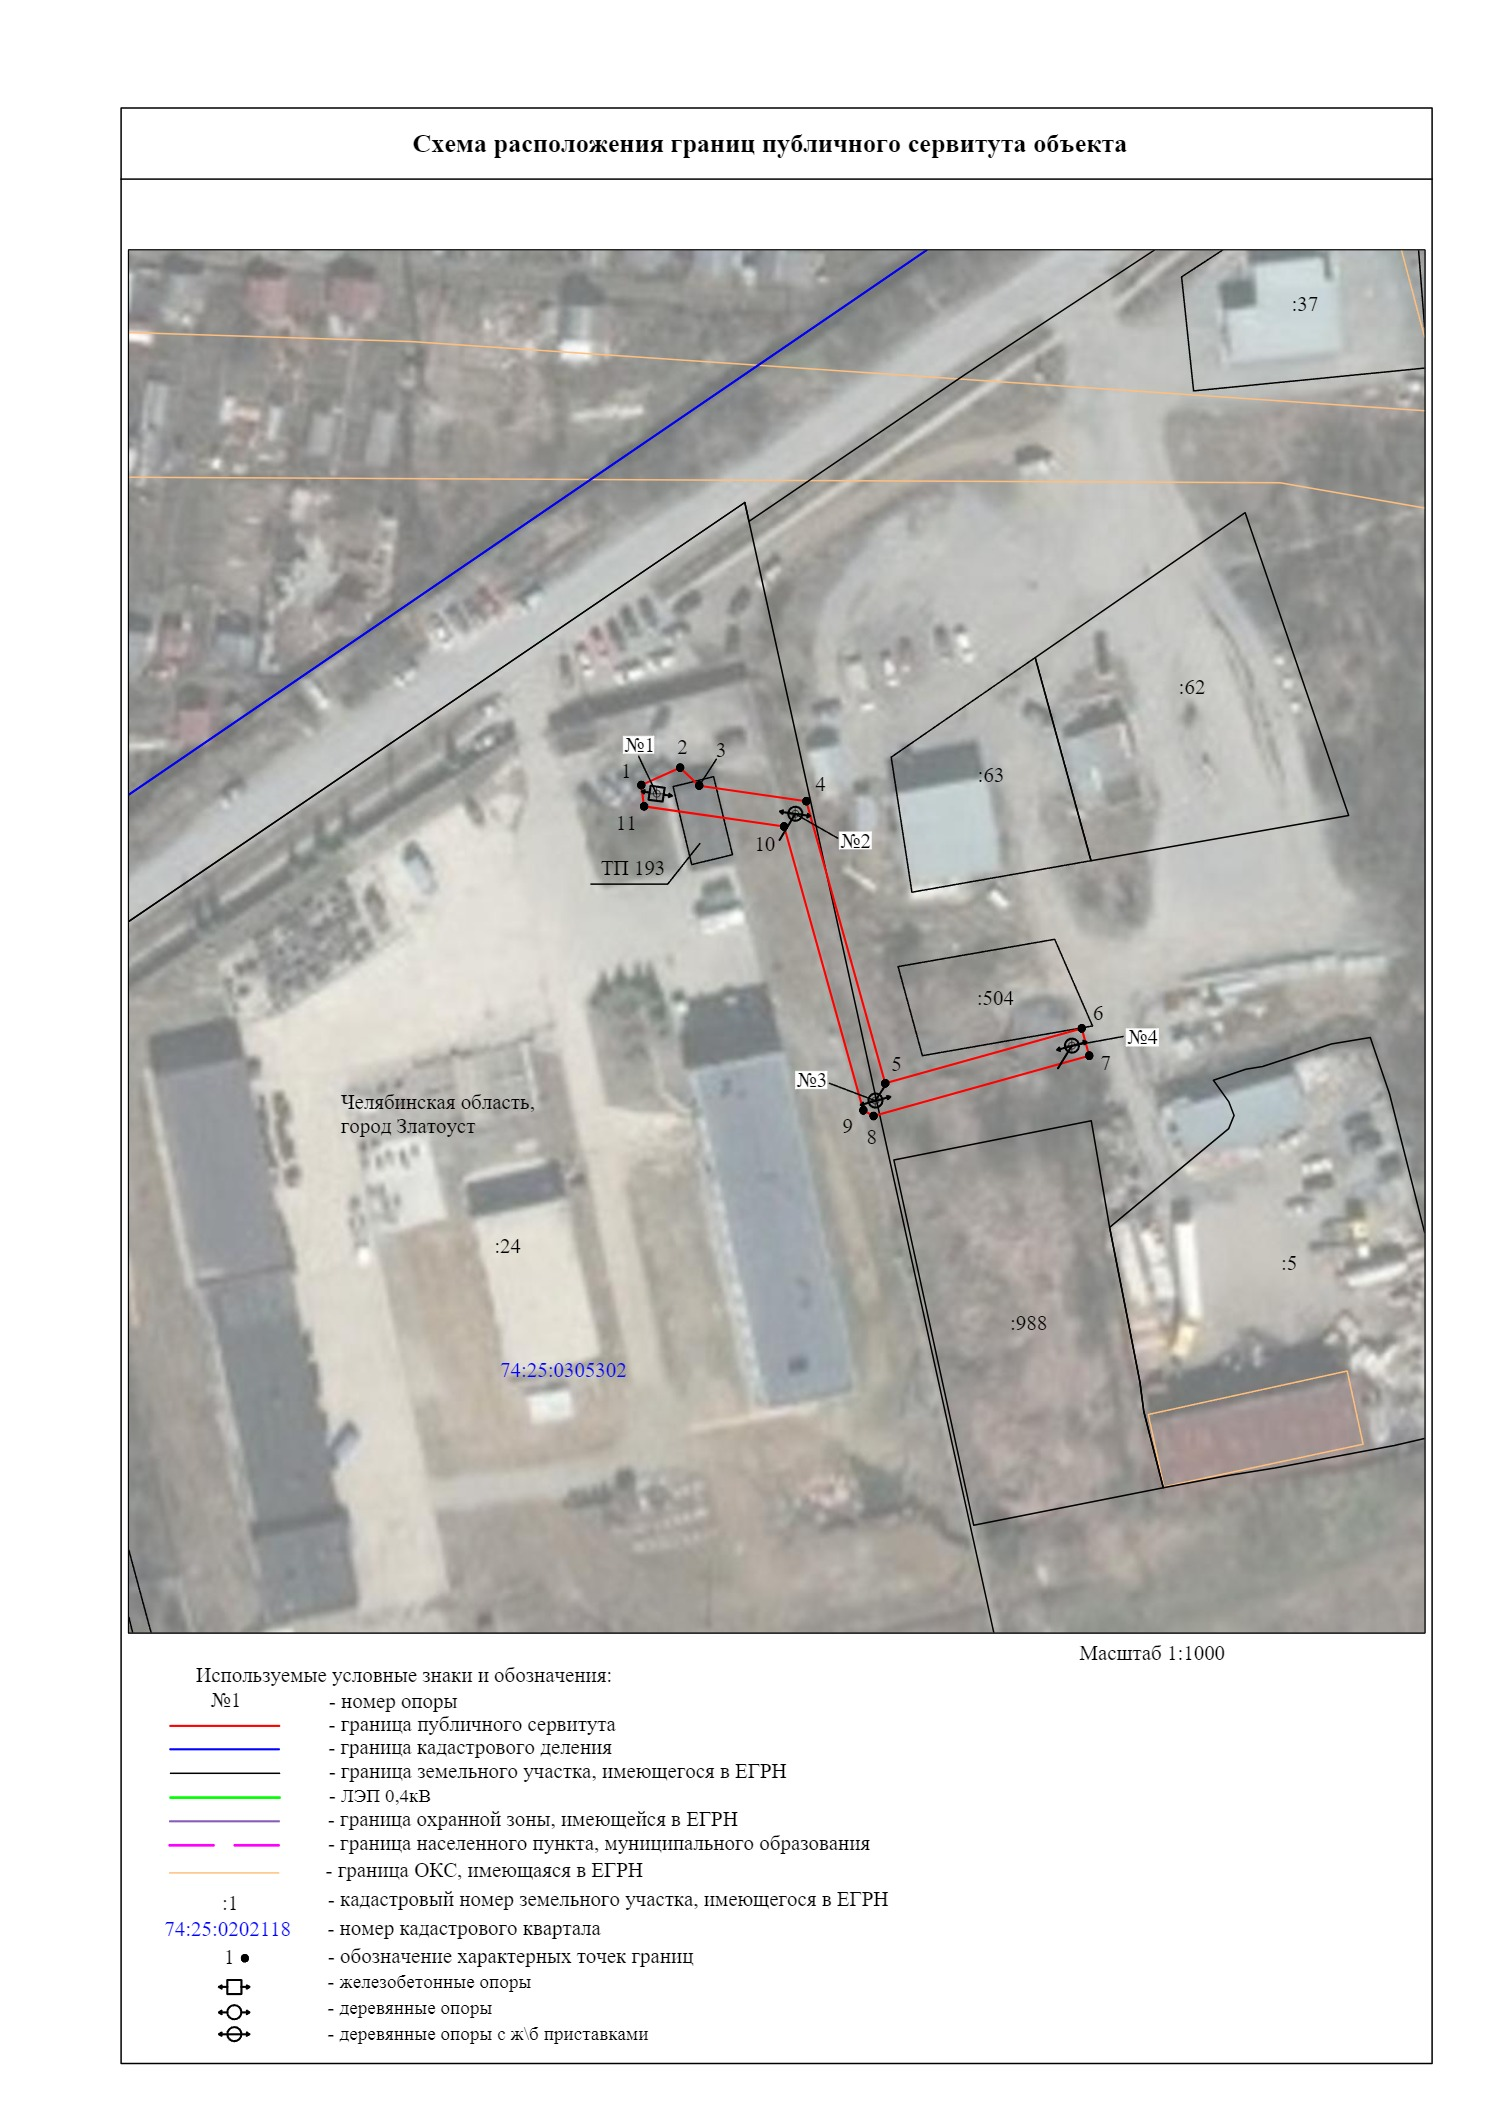 Схема расположения границ публичного сервитута объекта
:37
:62
№1
2
3
1
4
:63
11
10
№2
ТП 193
:504
6
№4
7
5
№3
9
8
Челябинская область,
город Златоуст
:24
:5
:988
74:25:0305302
Масштаб 1:1000
Используемые условные знаки и обозначения:
№1 - номер опоры
- граница публичного сервитута
- граница кадастрового деления
- граница земельного участка, имеющегося в ЕГРН
- ЛЭП 0,4кВ
- граница охранной зоны, имеющейся в ЕГРН
- граница населенного пункта, муниципального образования
- граница ОКС, имеющаяся в ЕГРН
:1 - кадастровый номер земельного участка, имеющегося в ЕГРН
74:25:0202118 - номер кадастрового квартала
1 - обозначение характерных точек границ
- железобетонные опоры
- деревянные опоры
- деревянные опоры с ж\б приставками